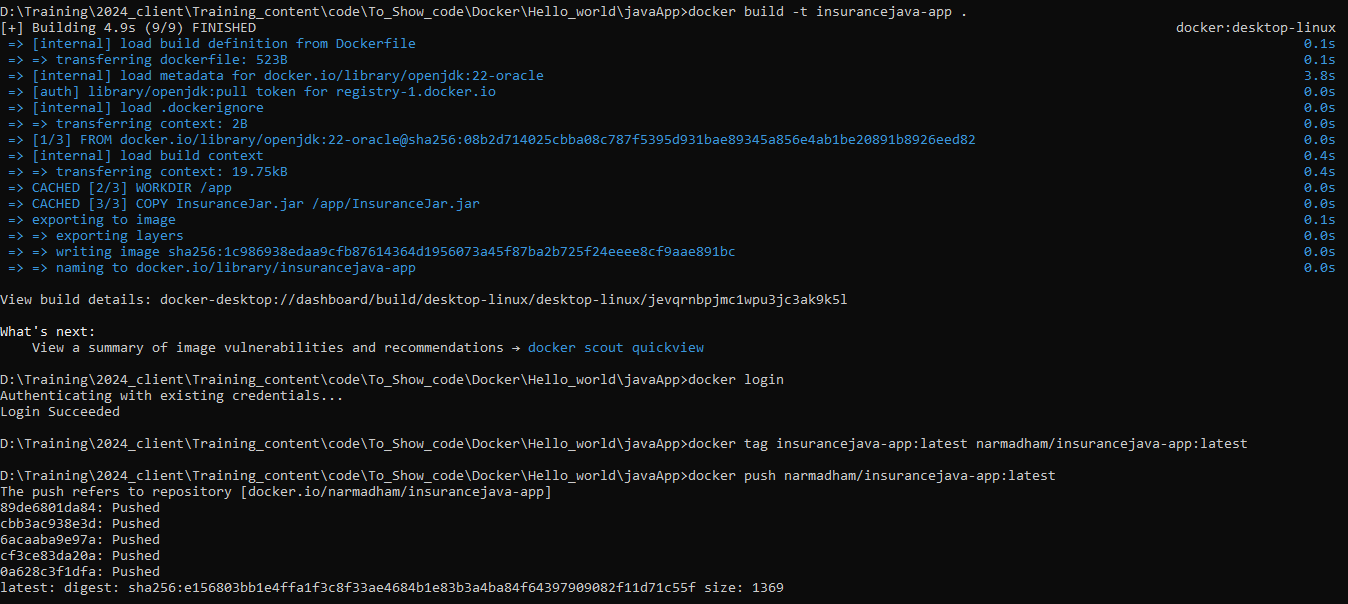 D:\Training\2024_client\Training_content\code\To_Show_code\Docker\Hello_world\javaApp>docker build -t insurancejava-app .
[+] Building 4.9s (9/9) FINISHED docker:desktop-linux
=> [internal] load build definition from Dockerfile 0.1s
=> => transferring dockerfile: 523B 0.1s
=> [internal] load metadata for docker.io/library/openjdk:22-oracle 3.8s
=> [auth] library/openjdk:pull token for registry-1.docker.io 0.0s
=> [internal] load .dockerignore 0.0s
=> => transferring context: 2B 0.0s
=> [1/3] FROM docker.io/library/openjdk:22-oracle@sha256:08b2d714025cbba08c787f5395d931bae89345a856e4ab1be20891b8926eed82 0.0s
=> [internal] load build context 0.4s
=> => transferring context: 19.75kB 0.4s
=> CACHED [2/3] WORKDIR /app 0.0s
=> CACHED [3/3] COPY InsuranceJar.jar /app/InsuranceJar.jar 0.0s
=> exporting to image 0.1s
=> => exporting layers 0.0s
=> => writing image sha256:1c986938edaa9cfb87614364d1956073a45f87ba2b725f24eeee8cf9aae891bc 0.0s
=> => naming to docker.io/library/insurancejava-app 0.0s
View build details: docker-desktop://dashboard/build/desktop-linux/desktop-linux/jevqrnbpjmc1wpu3jc3ak9k5l
What's next:
View a summary of image vulnerabilities and recommendations → docker scout quickview
D:\Training\2024_client\Training_content\code\To_Show_code\Docker\Hello_world\javaApp>docker login
Authenticating with existing credentials...
Login Succeeded
D:\Training\2024_client\Training_content\code\To_Show_code\Docker\Hello_world\javaApp>docker tag insurancejava-app:latest narmadham/insurancejava-app:latest
D:\Training\2024_client\Training_content\code\To_Show_code\Docker\Hello_world\javaApp>docker push narmadham/insurancejava-app:latest
The push refers to repository [docker.io/narmadham/insurancejava-app]
89de6801da84: Pushed
cbb3ac938e3d: Pushed
6acaaba9e97a: Pushed
cf3ce83da20a: Pushed
0a628c3f1dfa: Pushed
latest: digest: sha256:e156803bb1e4ffa1f3c8f33ae4684b1e83b3a4ba84f64397909082f11d71c55f size: 1369